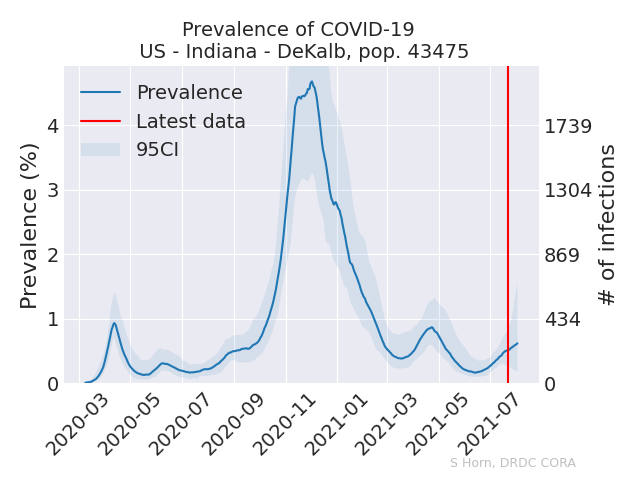 Prevalence of COVID-19
US - Indiana - DeKalb, pop. 43475
Prevalence
Latest data
95CI
Prevalence (%)
4
3
2
1
0
1739
1304
869
434
0
# of infections
2020-03
2020-05
2020-07
2020-09
2020-11
2021-01
2021-03
2021-05
2021-07
S Horn, DRDC CORA